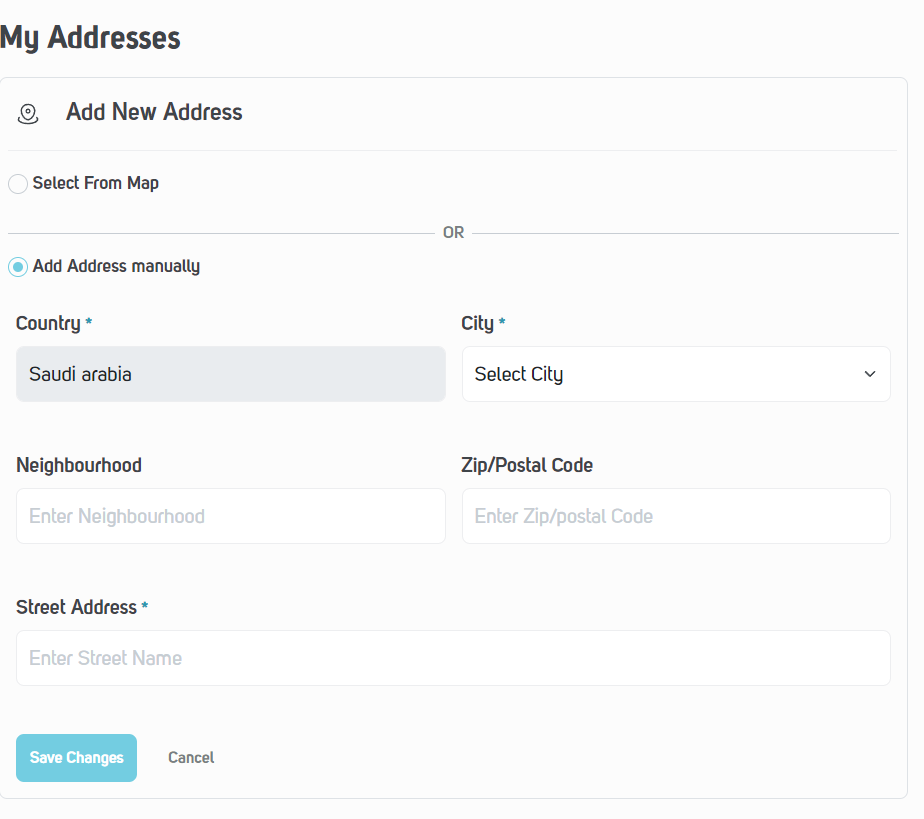 My Addresses
Add New Address
Select From Map
OR
Add Address manually
Country *
City *
Saudi arabia
Select City
Neighbourhood
Zip/Postal Code
Enter Neighbourhood
Enter Zip/postal Code
Street Address *
Enter Street Name
Save Changes
Cancel